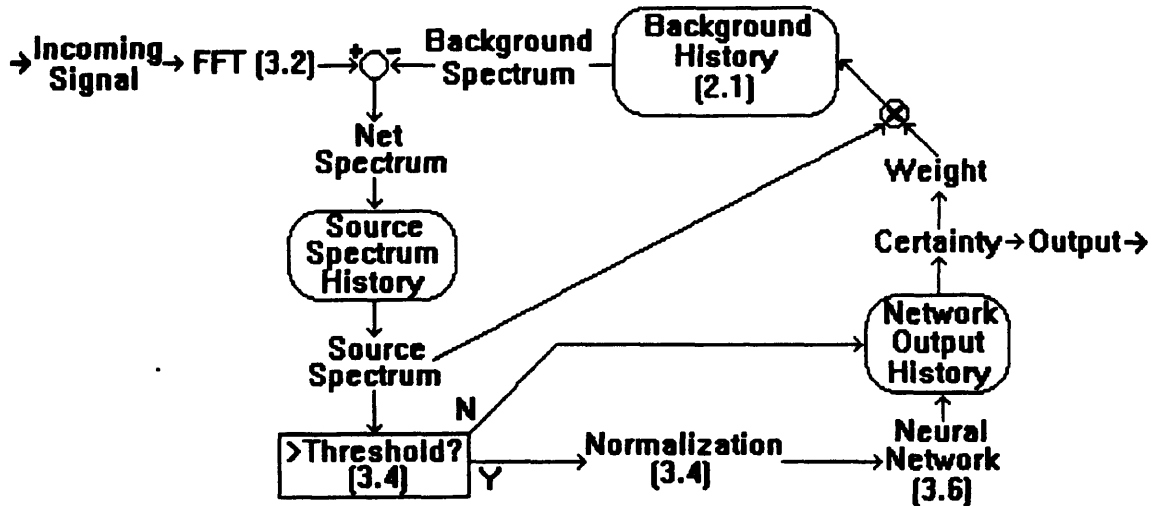 Incoming
Signal
FFT (3.2)
+
-
Background
Spectrum
Background
History
(2.1)
Net
Spectrum
Weight
Source
Spectrum
History
Certainty
Output
Source
Spectrum
Network
Output
History
N
>Threshold?
(3.4)
Y
Normalization
(3.4)
Neural
Network
(3.6)